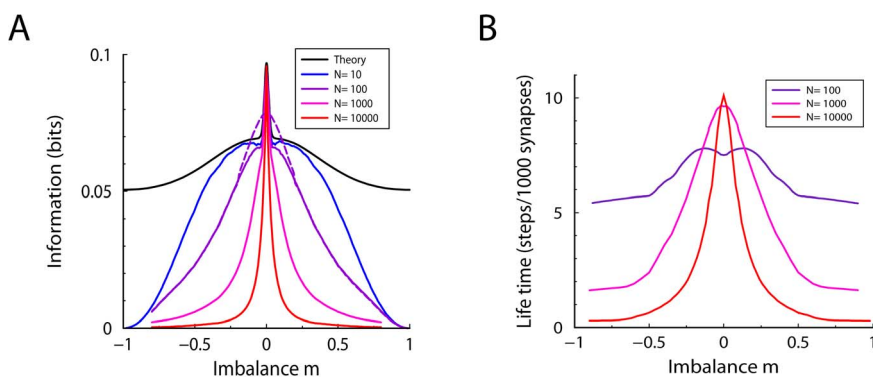 A
Information (bits)
0.1
0.05
0
−1
−0.5
0
0.5
1
Imbalance m
Theory
N= 10
N= 100
N= 1000
N= 10000
B
Life time (steps/1000 synapses)
10
5
0
−1
−0.5
0
0.5
1
Imbalance m
N= 100
N= 1000
N= 10000